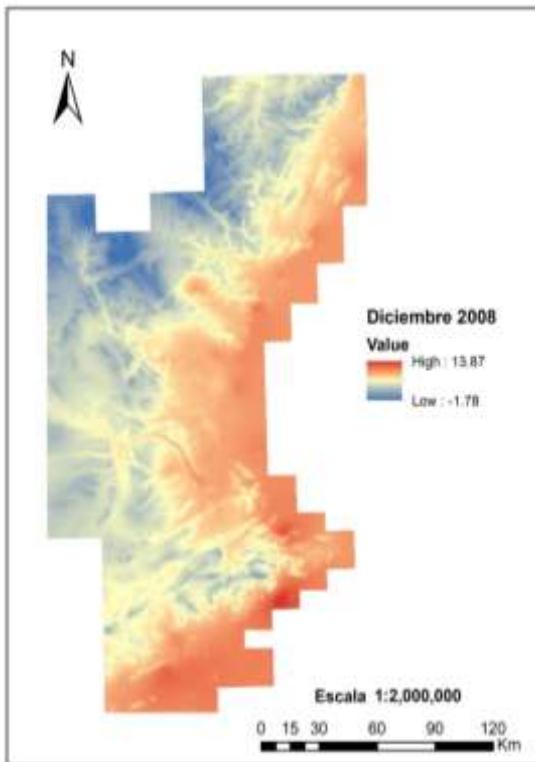 N
Diciembre 2008
Value
High : 13.87
Low : -1.78
Escala 1:2,000,000
0 15 30 60 90 120
Km